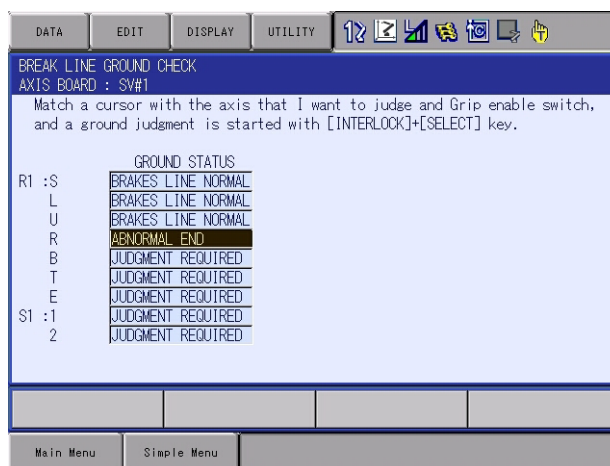 DATA EDIT DISPLAY UTILITY
BREAK LINE GROUND CHECK
AXIS BOARD : SV#1
Match a cursor with the axis that I want to judge and Grip enable switch,
and a ground judgment is started with [INTERLOCK]+[SELECT] key.
GROUND STATUS
R1 :S BRAKES LINE NORMAL
L BRAKES LINE NORMAL
U BRAKES LINE NORMAL
R ABNORMAL END
B JUDGMENT REQUIRED
T JUDGMENT REQUIRED
E JUDGMENT REQUIRED
S1 :1 JUDGMENT REQUIRED
2 JUDGMENT REQUIRED
Main Menu Simple Menu